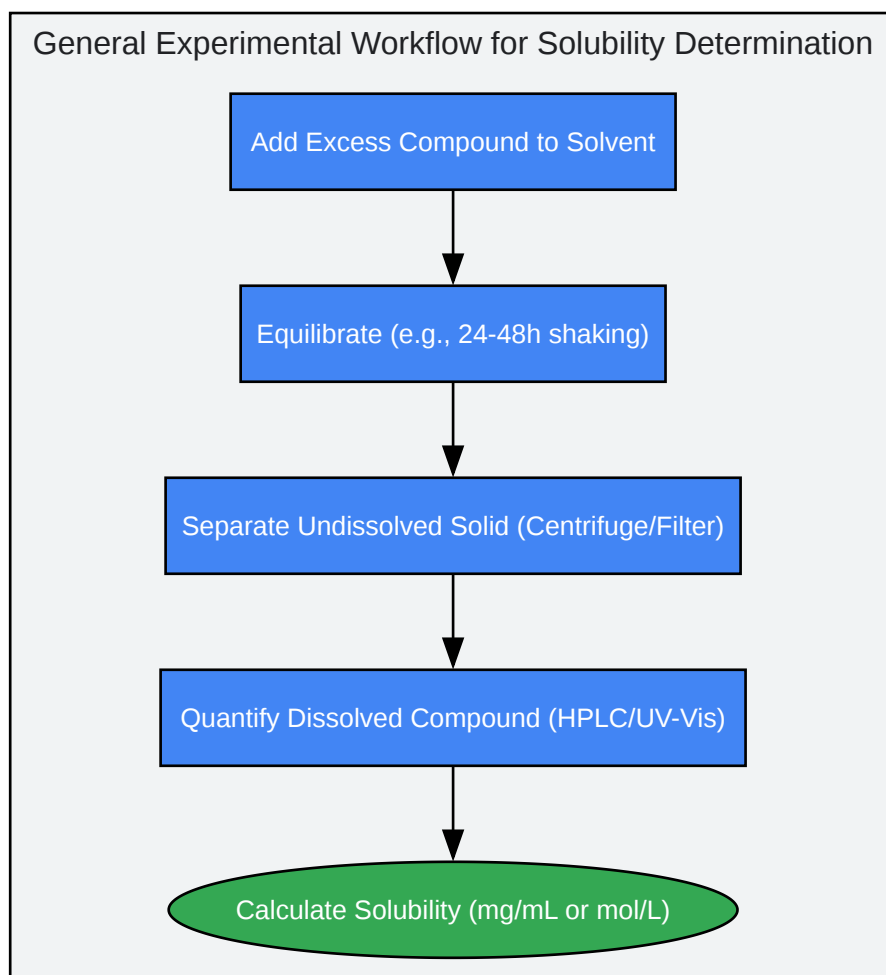 General Experimental Workflow for Solubility Determination
Add Excess Compound to Solvent
Equilibrate (e.g., 24-48h shaking)
Separate Undissolved Solid (Centrifuge/Filter)
Quantify Dissolved Compound (HPLC/UV-Vis)
Calculate Solubility (mg/mL or mol/L)